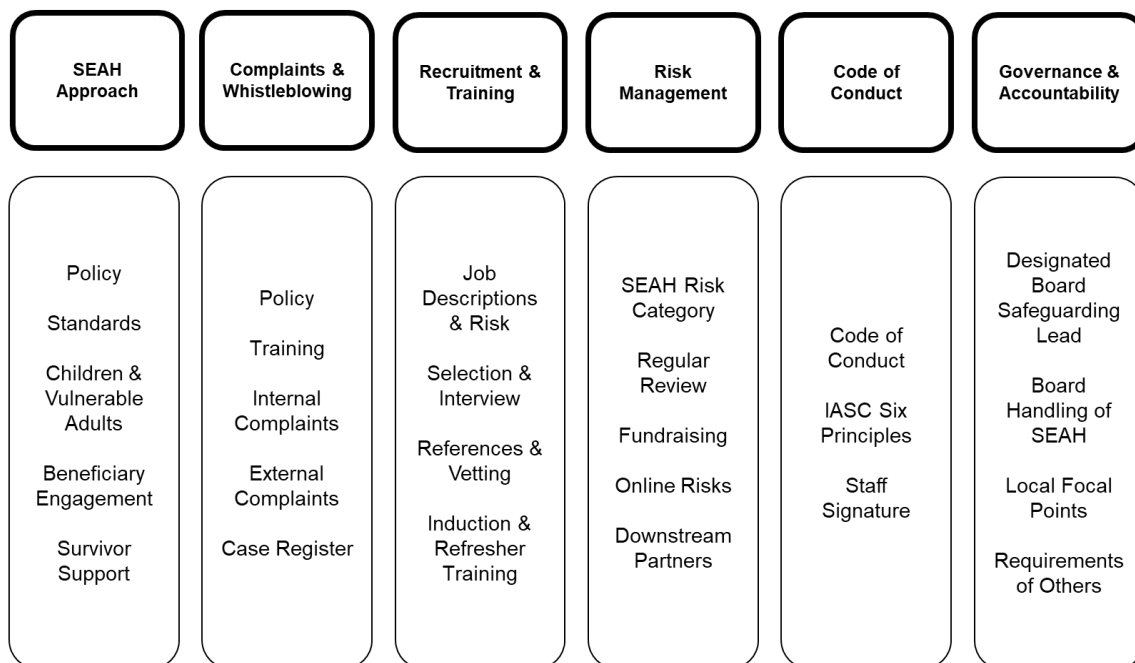 SEAH
Approach
Complaints &
Whistleblowing
Recruitment &
Training
Risk
Management
Code of
Conduct
Governance &
Accountability
Policy
Standards
Children &
Vulnerable
Adults
Beneficiary
Engagement
Survivor
Support
Policy
Training
Internal
Complaints
External
Complaints
Case Register
Job
Descriptions
& Risk
Selection &
Interview
References &
Vetting
Induction &
Refresher
Training
SEAH Risk
Category
Regular
Review
Fundraising
Online Risks
Downstream
Partners
Code of
Conduct
IASC Six
Principles
Staff
Signature
Designated
Board
Safeguarding
Lead
Board
Handling of
SEAH
Local Focal
Points
Requirements
of Others